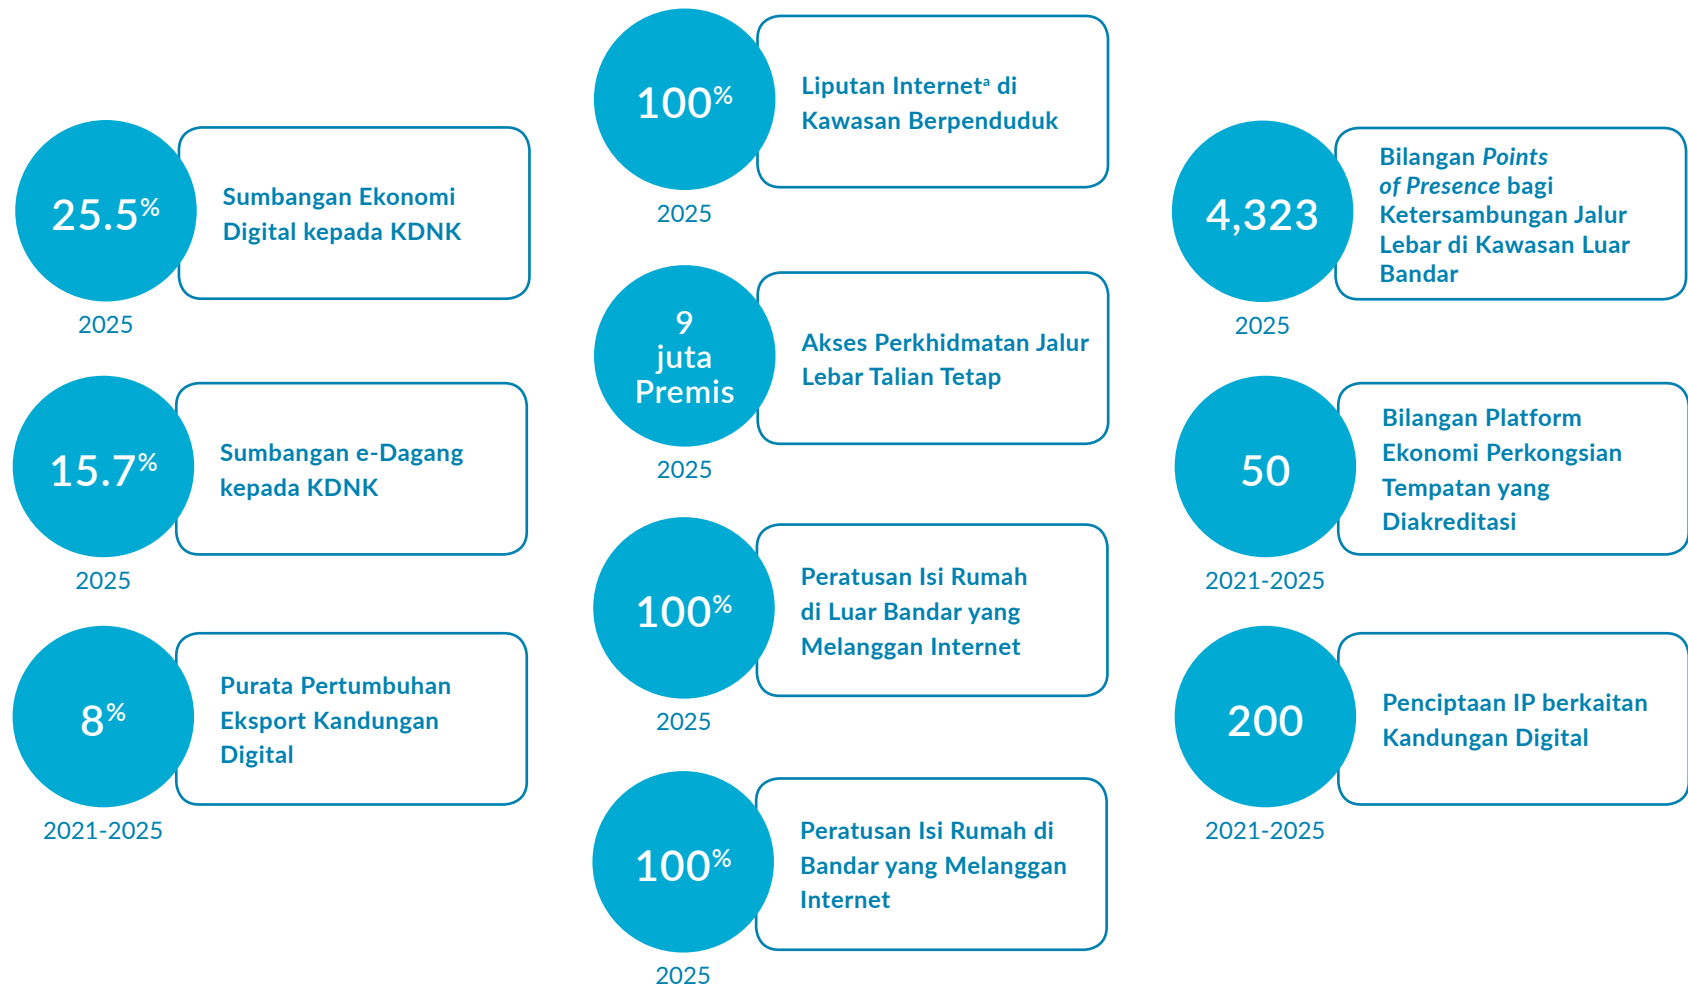 25.5%
Sumbangan Ekonomi
Digital kepada KDNK
2025
15.7%
Sumbangan e-Dagang
kepada KDNK
2025
8%
Purata Pertumbuhan
Eksport Kandungan
Digital
2021-2025
100%
Liputan Internetᵃ di
Kawasan Berpenduduk
2025
9
juta
Premis
Akses Perkhidmatan Jalur
Lebar Talian Tetap
2025
100%
Peratusan Isi Rumah
di Luar Bandar yang
Melanggan Internet
2025
100%
Peratusan Isi Rumah di
Bandar yang Melanggan
Internet
2025
4,323
Bilangan Points
of Presence bagi
Ketersambungan Jalur
Lebar di Kawasan Luar
Bandar
2025
50
Bilangan Platform
Ekonomi Perkongsian
Tempatan yang
Diakreditasi
2021-2025
200
Penciptaan IP berkaitan
Kandungan Digital
2021-2025